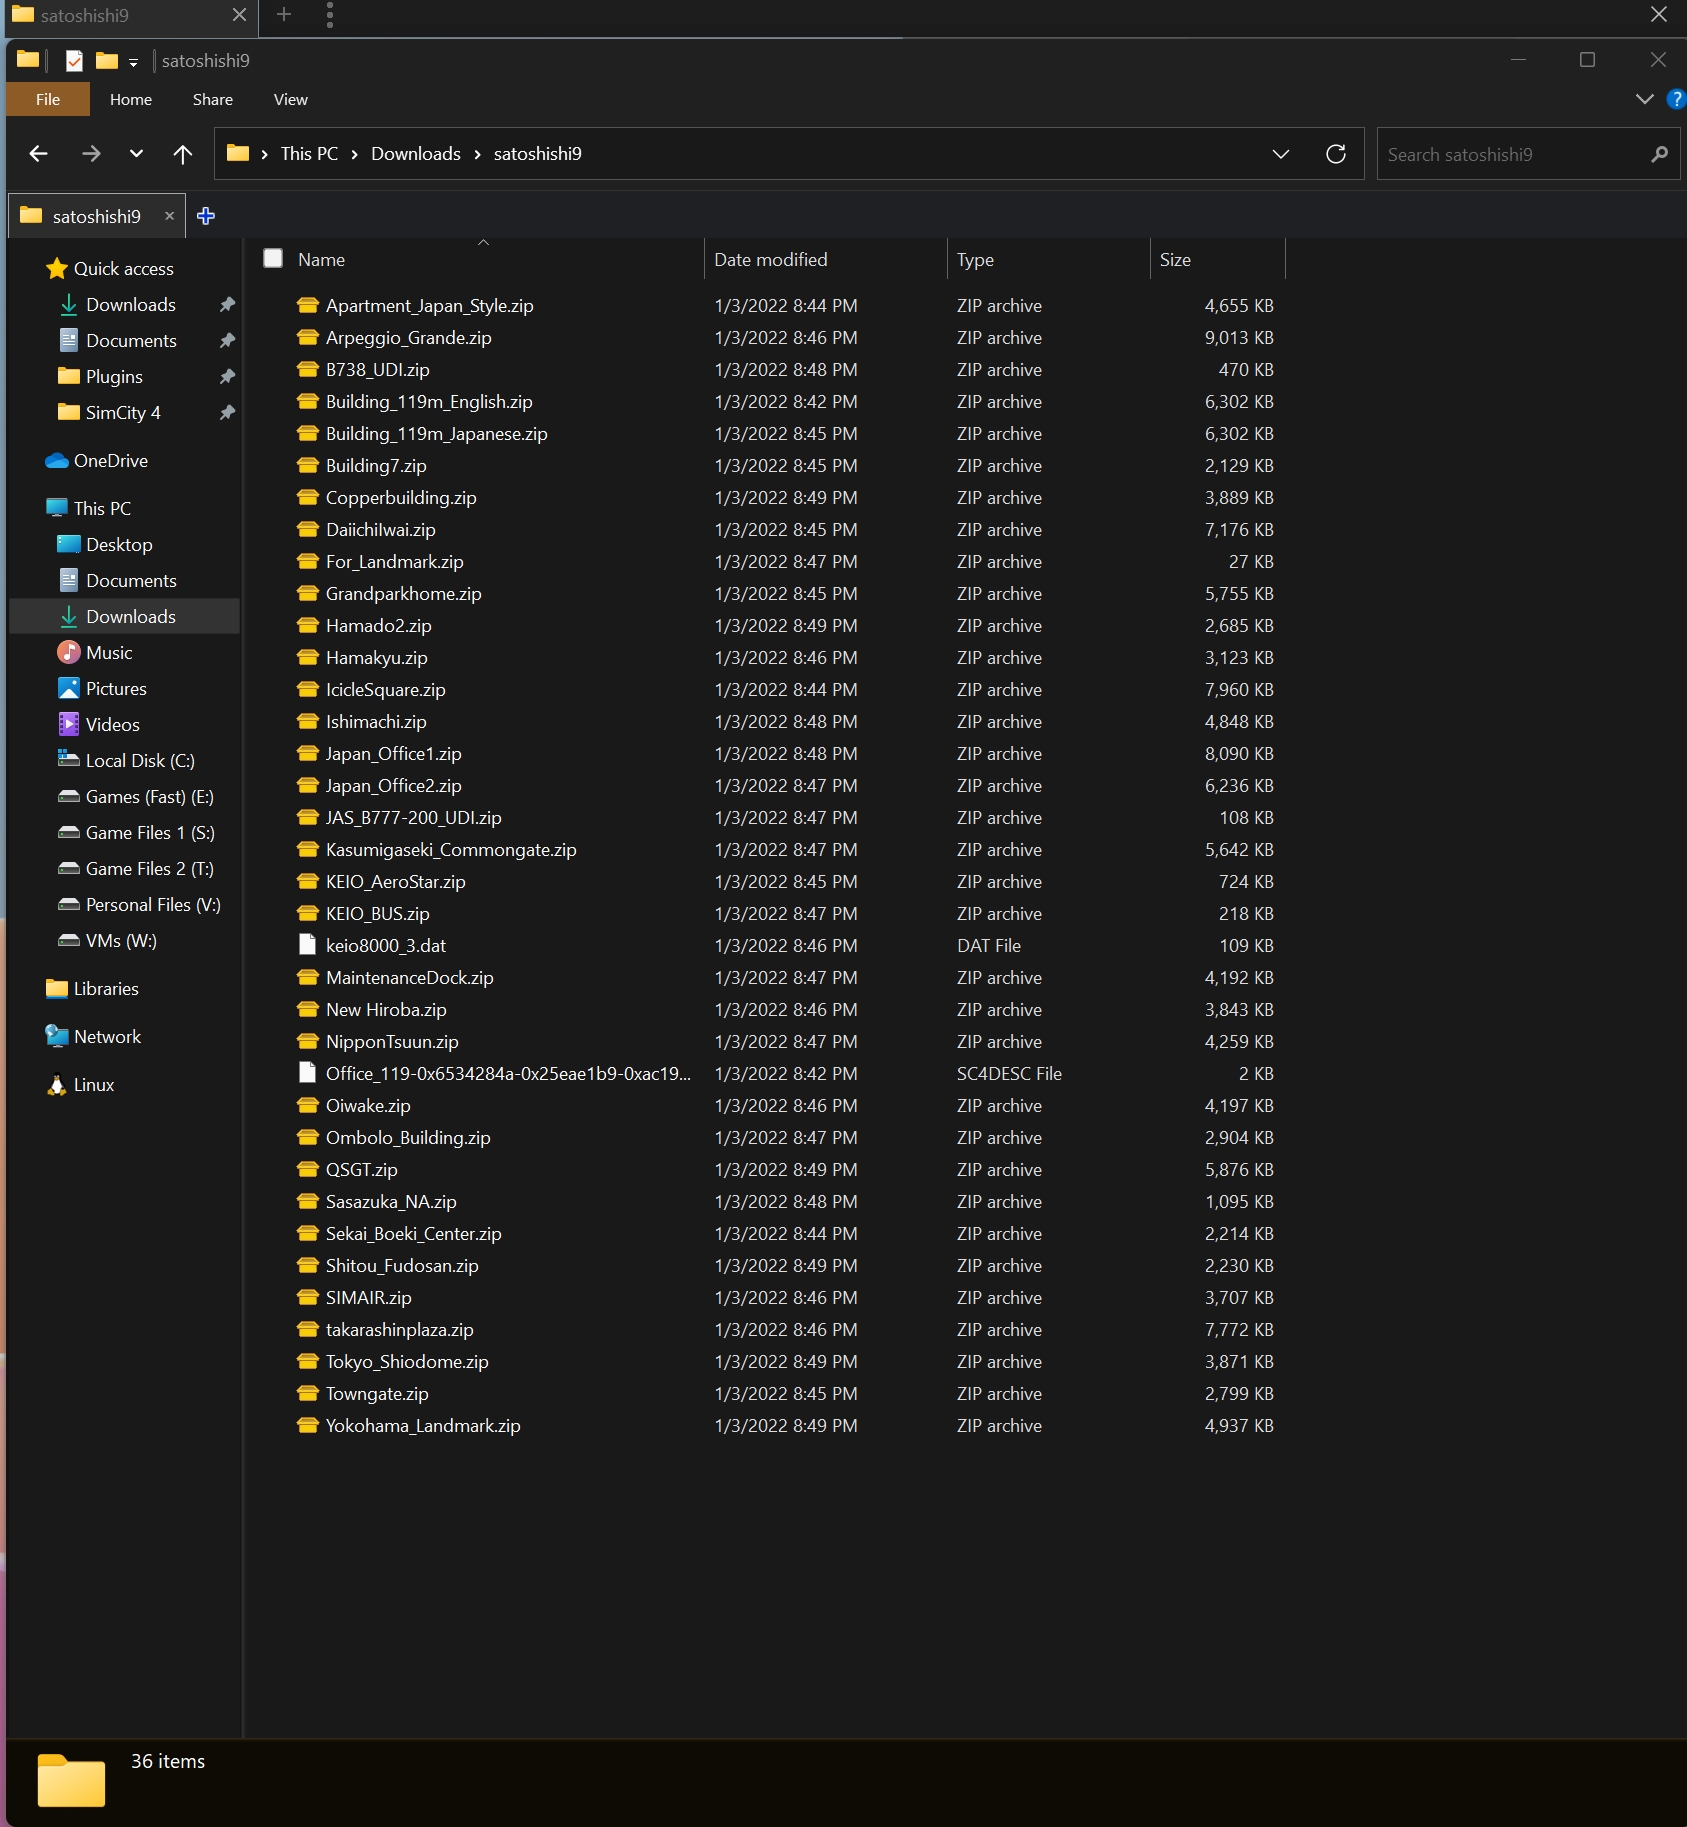 satoshishi9
satoshishi9
File Home Share View
This PC Downloads satoshishi9
Search satoshishi9
satoshishi9
Quick access
Downloads
Documents
Plugins
SimCity 4
OneDrive
This PC
Desktop
Documents
Downloads
Music
Pictures
Videos
Local Disk (C:)
Games (Fast) (E:)
Game Files 1 (S:)
Game Files 2 (T:)
Personal Files (V:)
VMs (W:)
Libraries
Network
Linux
Name Date modified Type Size
Apartment_Japan_Style.zip 1/3/2022 8:44 PM ZIP archive 4,655 KB
Arpeggio_Grande.zip 1/3/2022 8:46 PM ZIP archive 9,013 KB
B738_UDI.zip 1/3/2022 8:48 PM ZIP archive 470 KB
Building_119m_English.zip 1/3/2022 8:42 PM ZIP archive 6,302 KB
Building_119m_Japanese.zip 1/3/2022 8:45 PM ZIP archive 6,302 KB
Building7.zip 1/3/2022 8:45 PM ZIP archive 2,129 KB
Copperbuilding.zip 1/3/2022 8:49 PM ZIP archive 3,889 KB
DaiichiIwai.zip 1/3/2022 8:45 PM ZIP archive 7,176 KB
For_Landmark.zip 1/3/2022 8:47 PM ZIP archive 27 KB
Grandparkhome.zip 1/3/2022 8:45 PM ZIP archive 5,755 KB
Hamado2.zip 1/3/2022 8:49 PM ZIP archive 2,685 KB
Hamakyu.zip 1/3/2022 8:46 PM ZIP archive 3,123 KB
IcicleSquare.zip 1/3/2022 8:44 PM ZIP archive 7,960 KB
Ishimachi.zip 1/3/2022 8:48 PM ZIP archive 4,848 KB
Japan_Office1.zip 1/3/2022 8:48 PM ZIP archive 8,090 KB
Japan_Office2.zip 1/3/2022 8:47 PM ZIP archive 6,236 KB
JAS_B777-200_UDI.zip 1/3/2022 8:47 PM ZIP archive 108 KB
Kasumigaseki_Commongate.zip 1/3/2022 8:47 PM ZIP archive 5,642 KB
KEIO_AeroStar.zip 1/3/2022 8:45 PM ZIP archive 724 KB
KEIO_BUS.zip 1/3/2022 8:47 PM ZIP archive 218 KB
keio8000_3.dat 1/3/2022 8:46 PM DAT File 109 KB
MaintenanceDock.zip 1/3/2022 8:47 PM ZIP archive 4,192 KB
New Hiroba.zip 1/3/2022 8:46 PM ZIP archive 3,843 KB
NipponTsuun.zip 1/3/2022 8:47 PM ZIP archive 4,259 KB
Office_119-0x6534284a-0x25eae1b9-0xac19... 1/3/2022 8:42 PM SC4DESC File 2 KB
Oiwake.zip 1/3/2022 8:46 PM ZIP archive 4,197 KB
Ombolo_Building.zip 1/3/2022 8:47 PM ZIP archive 2,904 KB
QSGT.zip 1/3/2022 8:49 PM ZIP archive 5,876 KB
Sasazuka_NA.zip 1/3/2022 8:48 PM ZIP archive 1,095 KB
Sekai_Boeki_Center.zip 1/3/2022 8:44 PM ZIP archive 2,214 KB
Shitou_Fudosan.zip 1/3/2022 8:49 PM ZIP archive 2,230 KB
SIMAIR.zip 1/3/2022 8:46 PM ZIP archive 3,707 KB
takarashinplaza.zip 1/3/2022 8:46 PM ZIP archive 7,772 KB
Tokyo_Shiodome.zip 1/3/2022 8:49 PM ZIP archive 3,871 KB
Towngate.zip 1/3/2022 8:45 PM ZIP archive 2,799 KB
Yokohama_Landmark.zip 1/3/2022 8:49 PM ZIP archive 4,937 KB
36 items